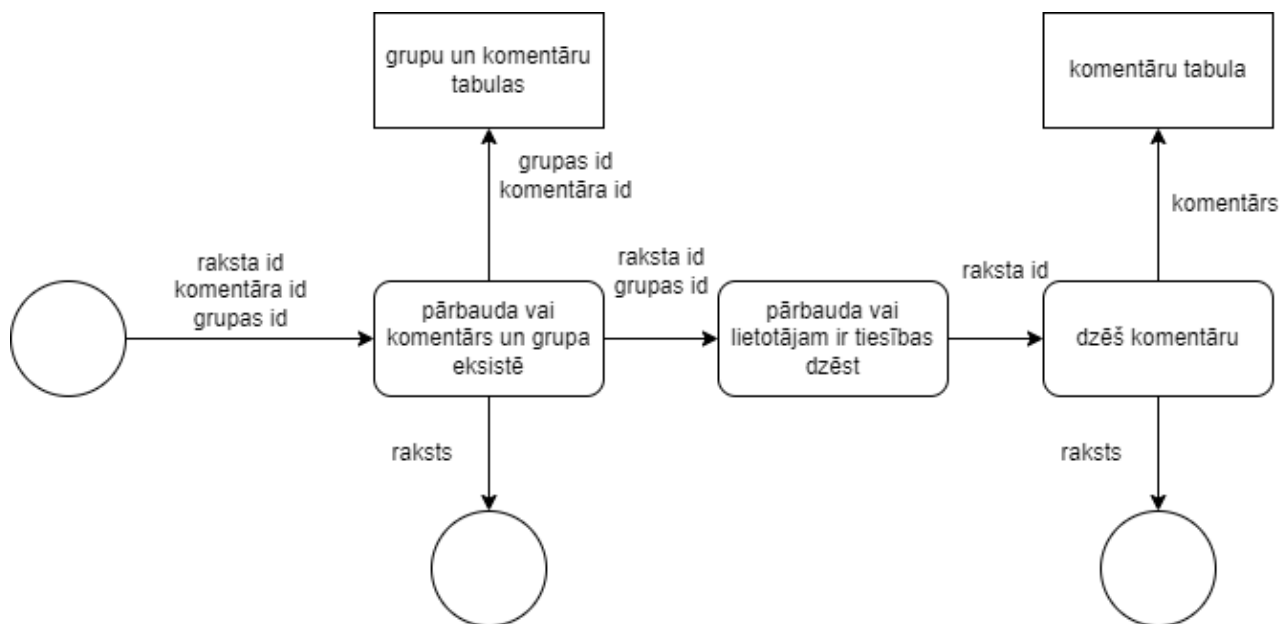 grupu un komentāru
tabulas
komentāru tabula
grupas id
komentāra id
komentārs
raksta id
komentāra id
grupas id
raksta id
grupas id
raksta id
pārbauda vai
komentārs un grupa
eksistē
pārbauda vai
lietotājam ir tiesības
dzēst
dzēš komentāru
raksts
raksts